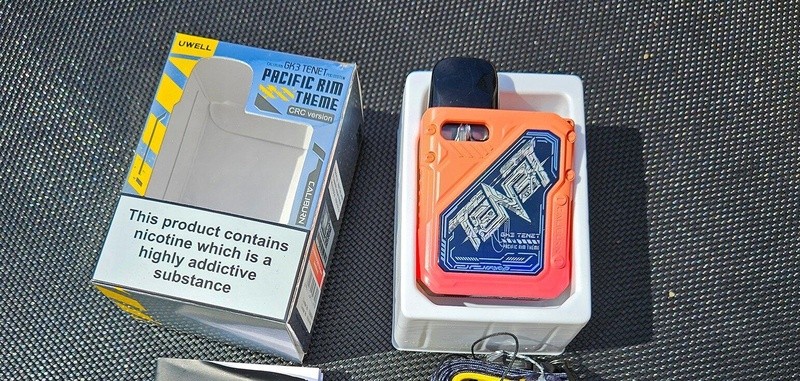 UWELL
GK3 TENET
PACIFIC RIM
THEME
CRC version
CALIBURN
This product contains
nicotine which is a
highly addictive
substance
TENET
GK3 TENET
PACIFIC RIM THEME